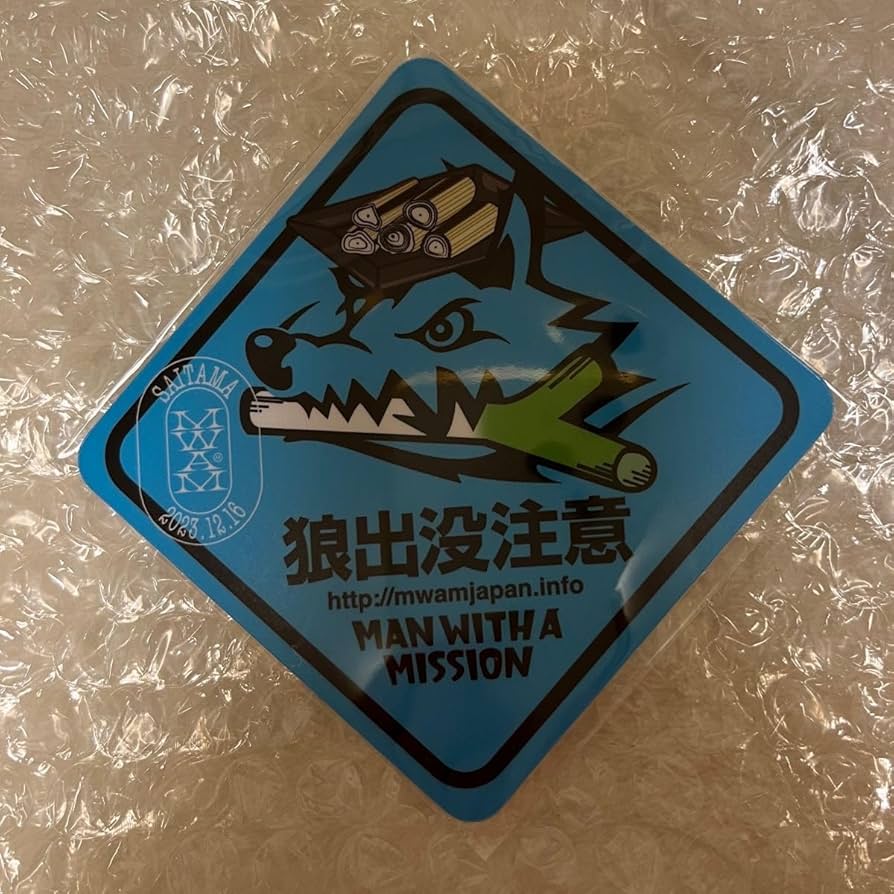 SAITAMA
MWAM
2023.12.16
狼出没注意
http://mwamjapan.info
MAN WITH A
MISSION